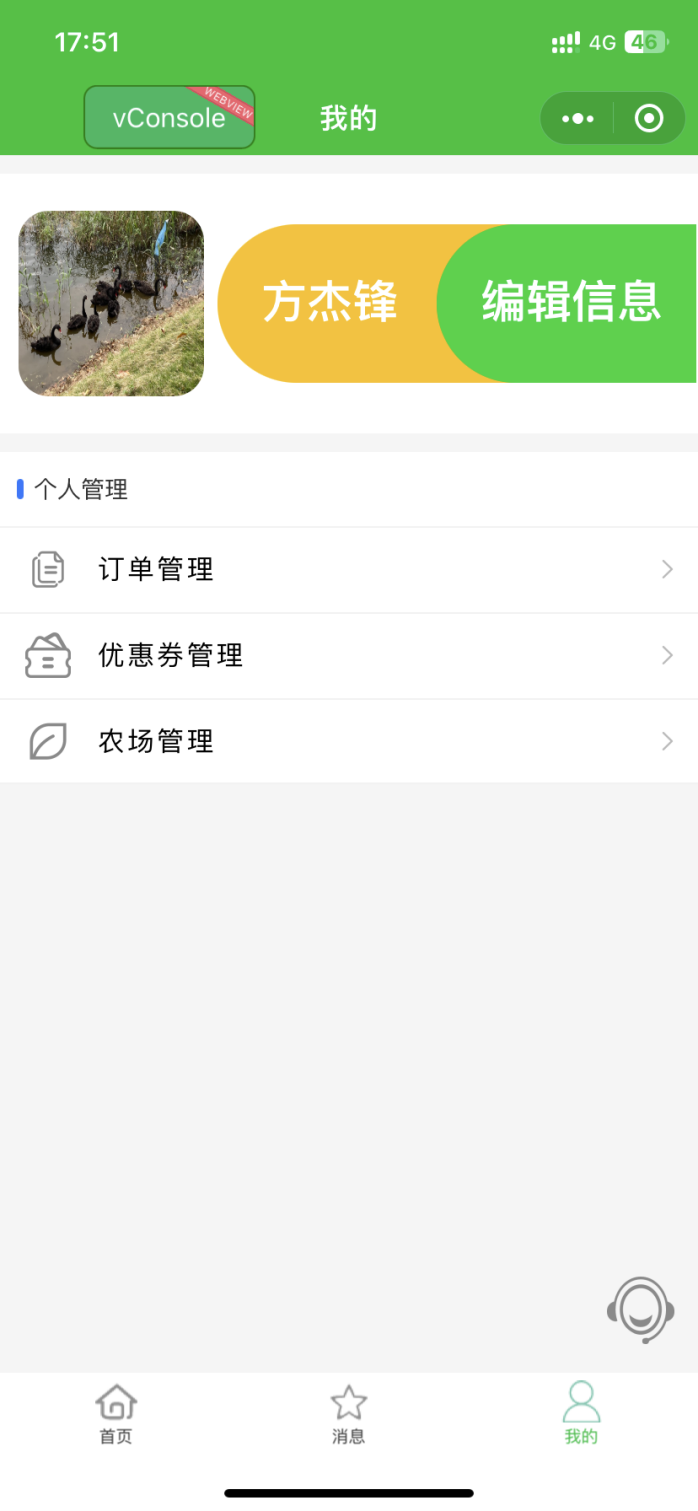 17:51
4G
46
vConsole
WEBVIEW
我的
方杰锋
编辑信息
个人管理
订单管理
优惠券管理
农场管理
首页
消息
我的